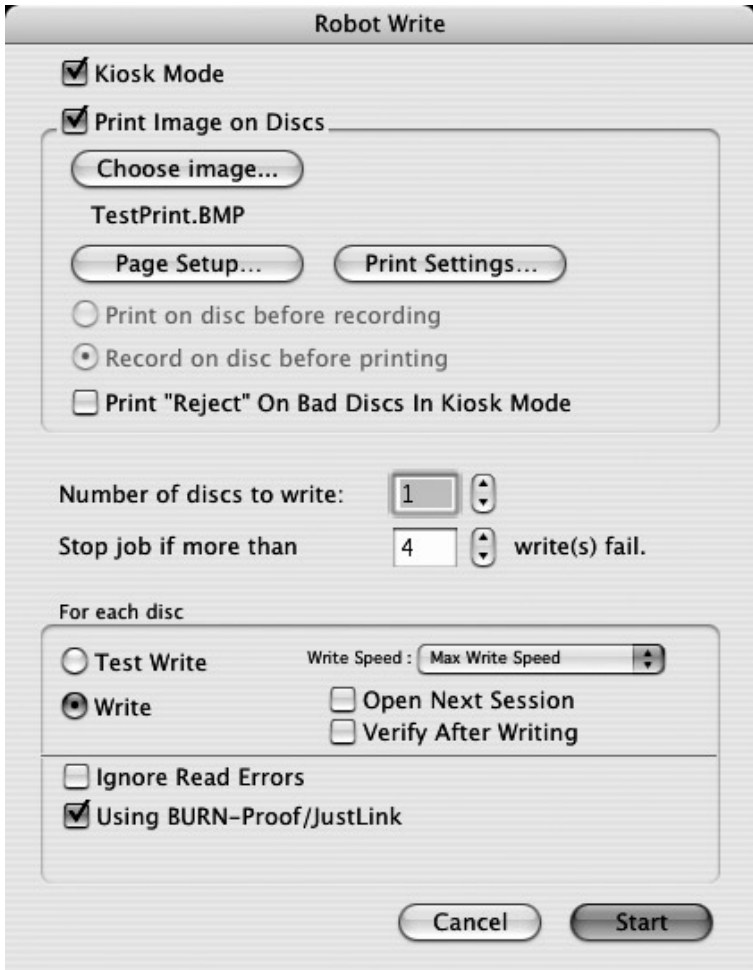 Robot Write
Kiosk Mode
Print Image on Discs
Choose image...
TestPrint.BMP
Page Setup... Print Settings...
Print on disc before recording
Record on disc before printing
Print "Reject" On Bad Discs In Kiosk Mode
Number of discs to write: 1
Stop job if more than 4 write(s) fail.
For each disc
Test Write Write Speed : Max Write Speed
Write Open Next Session
Verify After Writing
Ignore Read Errors
Using BURN-Proof/JustLink
Cancel Start